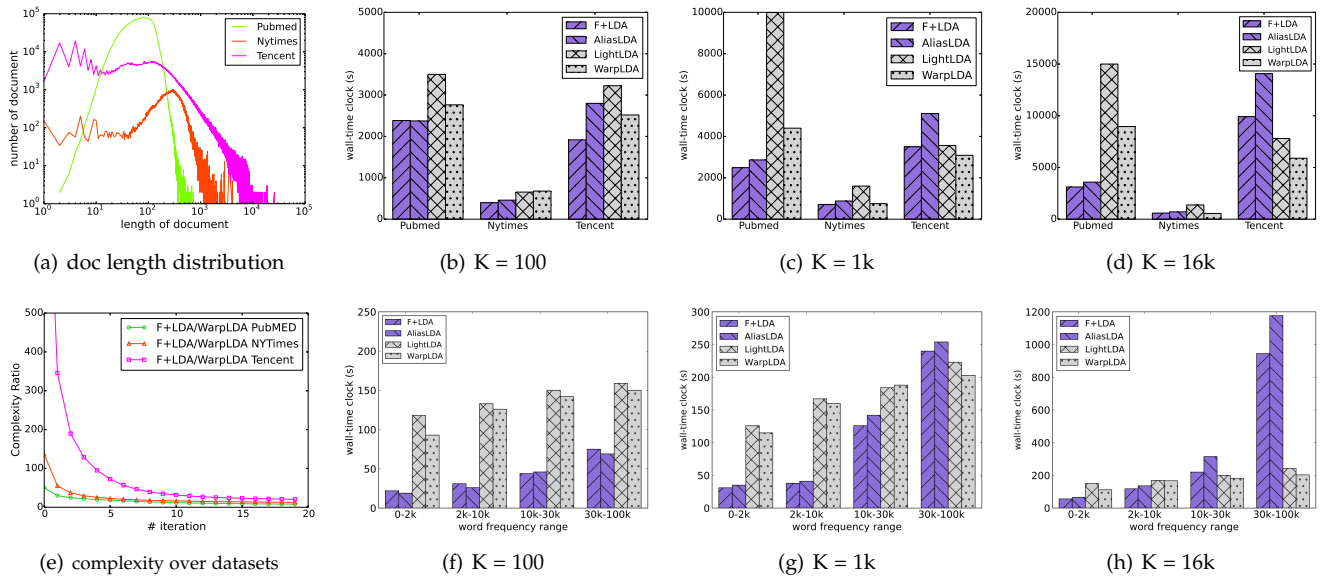 number of document
10^5
10^4
10^3
10^2
10^1
10^0
10^0 10^1 10^2 10^3 10^4 10^5
length of document
Pubmed
Nytimes
Tencent
(a) doc length distribution
wall-time clock (s)
5000
4000
3000
2000
1000
0
Pubmed Nytimes Tencent
F+LDA
AliasLDA
LightLDA
WarpLDA
(b) K = 100
wall-time clock (s)
10000
8000
6000
4000
2000
0
Pubmed Nytimes Tencent
F+LDA
AliasLDA
LightLDA
WarpLDA
(c) K = 1k
wall-time clock (s)
20000
15000
10000
5000
0
Pubmed Nytimes Tencent
F+LDA
AliasLDA
LightLDA
WarpLDA
(d) K = 16k
Complexity Ratio
500
400
300
200
100
0
0 5 10 15 20
# iteration
F+LDA/WarpLDA PubMED
F+LDA/WarpLDA NYTimes
F+LDA/WarpLDA Tencent
(e) complexity over datasets
wall-time clock (s)
250
200
150
100
50
0
0-2k 2k-10k 10k-30k 30k-100k
word frequency range
F+LDA
AliasLDA
LightLDA
WarpLDA
(f) K = 100
wall-time clock (s)
300
250
200
150
100
50
0
0-2k 2k-10k 10k-30k 30k-100k
word frequency range
F+LDA
AliasLDA
LightLDA
WarpLDA
(g) K = 1k
wall-time clock (s)
1200
1000
800
600
400
200
0
0-2k 2k-10k 10k-30k 30k-100k
word frequency range
F+LDA
AliasLDA
LightLDA
WarpLDA
(h) K = 16k